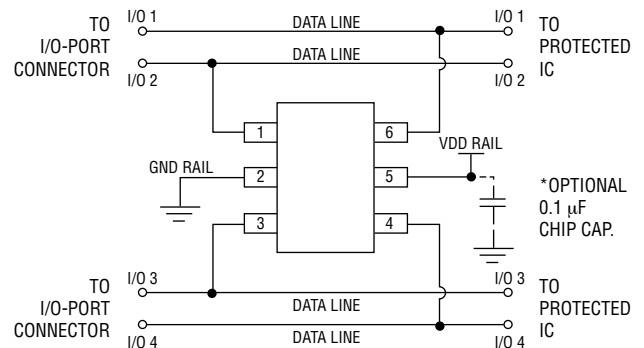 I/O 1
DATA LINE
I/O 1
TO
I/O-PORT
CONNECTOR
TO
PROTECTED
IC
DATA LINE
I/O 2
I/O 2
1
6
VDD RAIL
GND RAIL
2
5
*OPTIONAL
0.1 µF
CHIP CAP.
3
4
I/O 3
I/O 3
TO
I/O-PORT
CONNECTOR
DATA LINE
TO
PROTECTED
IC
I/O 4
DATA LINE
I/O 4